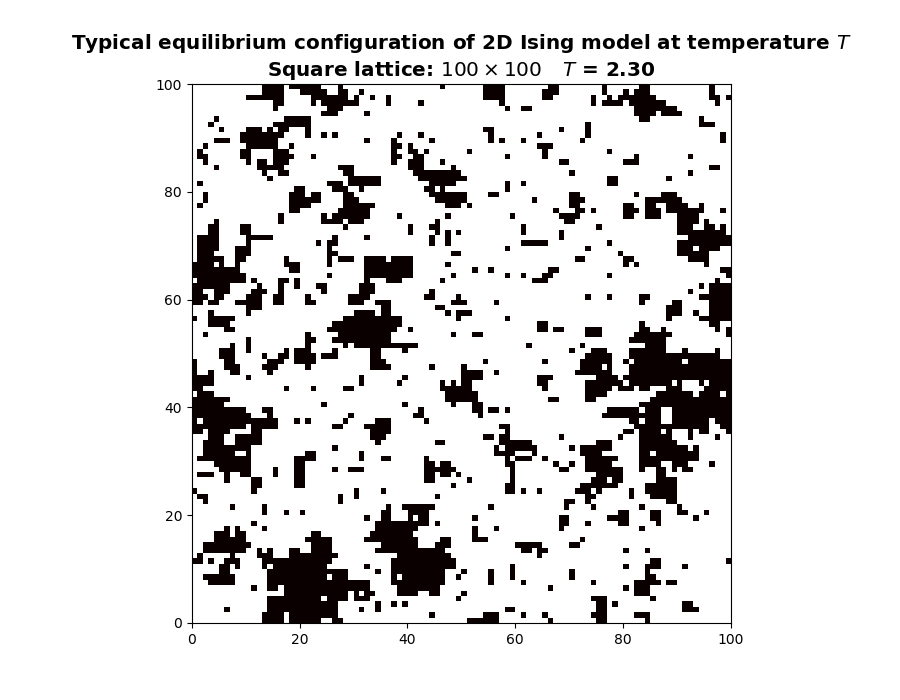 Typical equilibrium configuration of 2D Ising model at temperature T
Square lattice: 100 × 100 T = 2.30
100
80
60
40
20
0
0 20 40 60 80 100